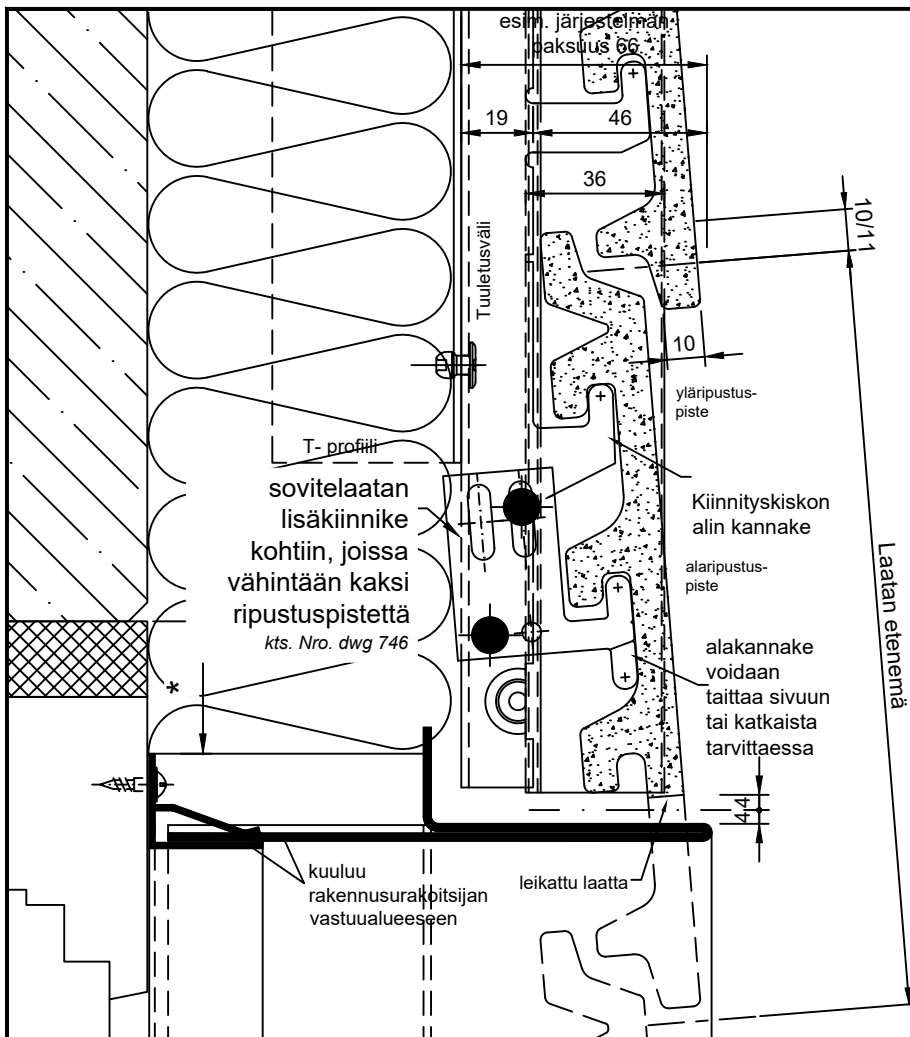 esim. järjestelmän
paksuus 66
19
46
36
10/11
Tuuletusväli
10
yläripustus-
piste
T- profiili
sovitelaatan
lisäkiinnike
kohtiin, joissa
vähintään kaksi
ripustuspistettä
kts. Nro. dwg 746
Kiinnityskiskon
alin kannake
alaripustus-
piste
Laatan etenemä
alakannake
voidaan
taittaa sivuun
tai katkaista
tarvittaessa
*
44
kuuluu
rakennusurakoitsijan
vastuualueeseen
leikattu laatta